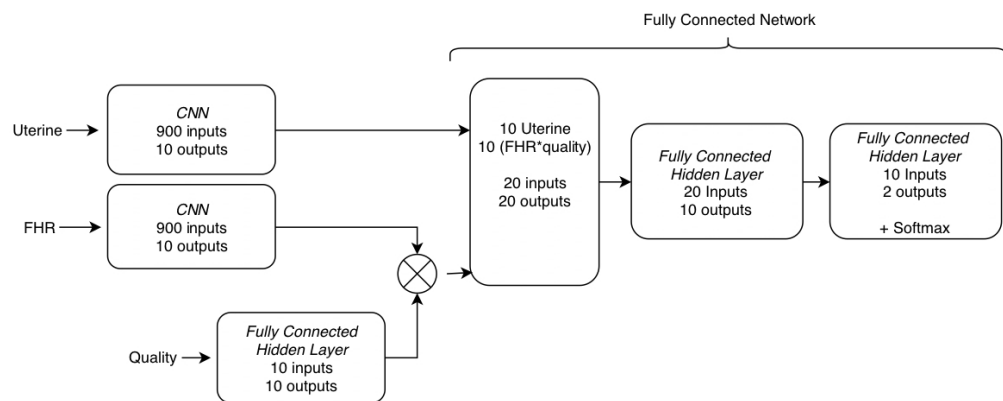 Fully Connected Network
Uterine
CNN
900 inputs
10 outputs
FHR
CNN
900 inputs
10 outputs
Quality
Fully Connected
Hidden Layer
10 inputs
10 outputs
10 Uterine
10 (FHR*quality)
20 inputs
20 outputs
Fully Connected
Hidden Layer
20 Inputs
10 outputs
Fully Connected
Hidden Layer
10 Inputs
2 outputs
+ Softmax